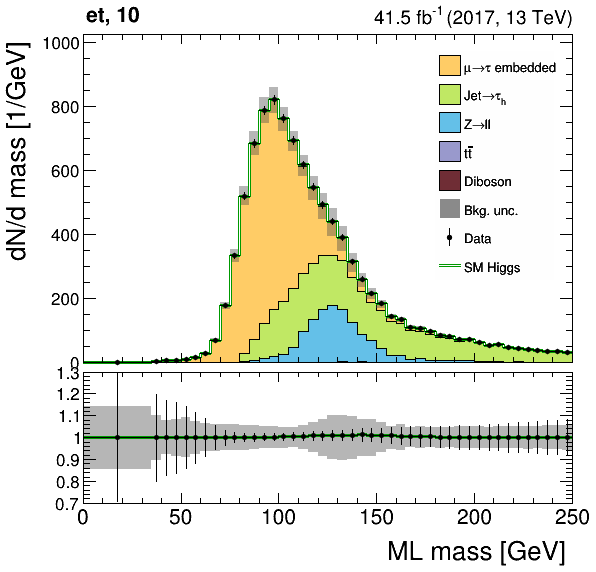 et, 10
41.5 fb⁻¹ (2017, 13 TeV)
dN/d mass [1/GeV]
1000
800
600
400
200
0
μ→τ embedded
Jet→τₕ
Z→ll
tt̄
Diboson
Bkg. unc.
Data
SM Higgs
1.3
1.2
1.1
1
0.9
0.8
0.7
0 50 100 150 200 250
ML mass [GeV]